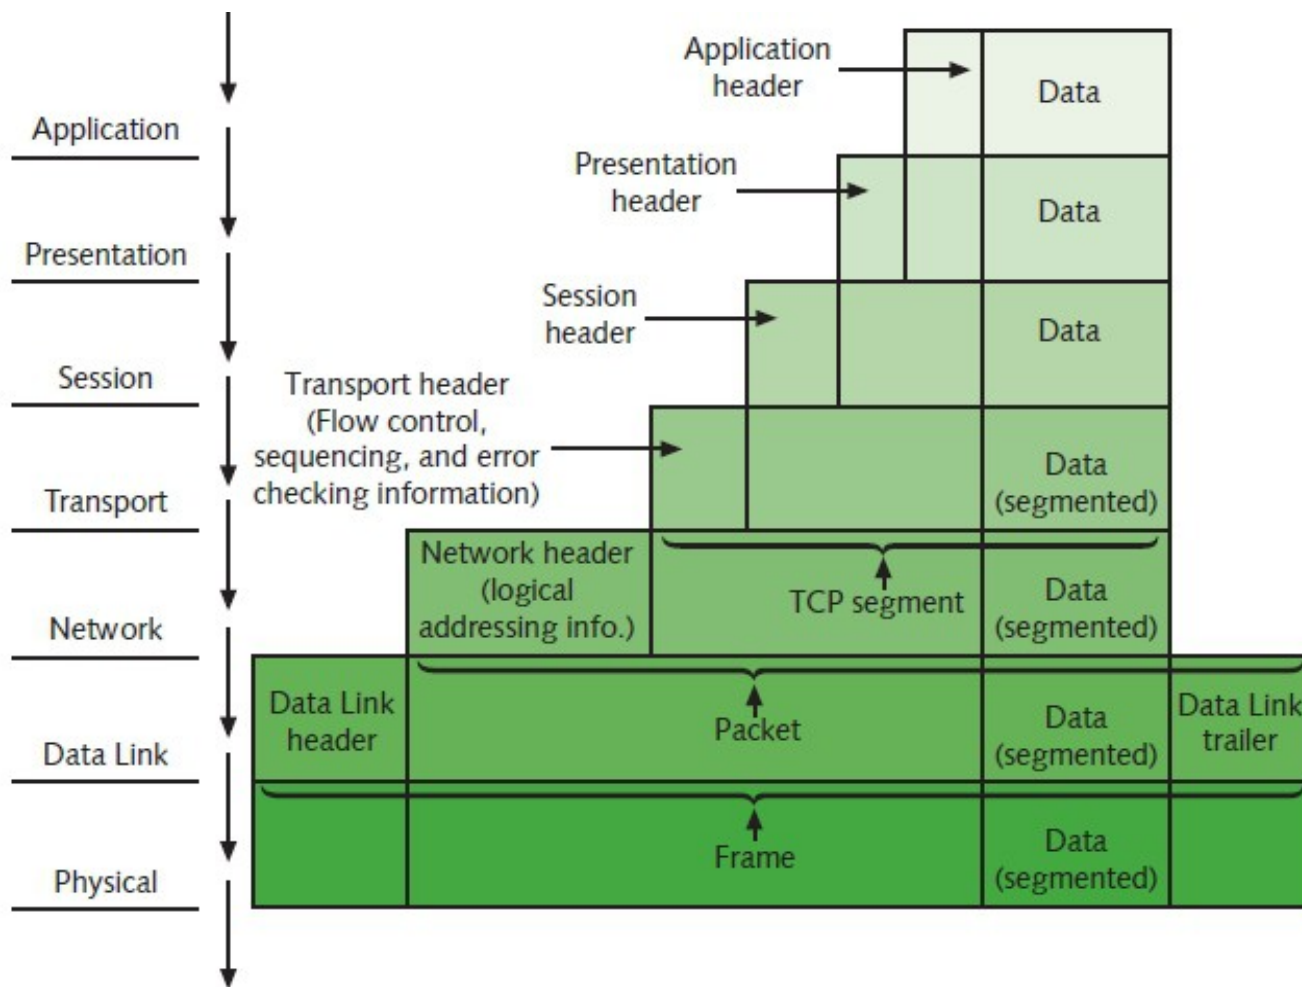 Application
header
Data
Application
Presentation
header
Data
Presentation
Session
header
Data
Session
Transport header
(Flow control,
sequencing, and error
checking information)
Data
(segmented)
Transport
Network header
(logical
addressing info.)
TCP segment
Data
(segmented)
Network
Data Link
header
Packet
Data
(segmented)
Data Link
trailer
Data Link
Frame
Data
(segmented)
Physical